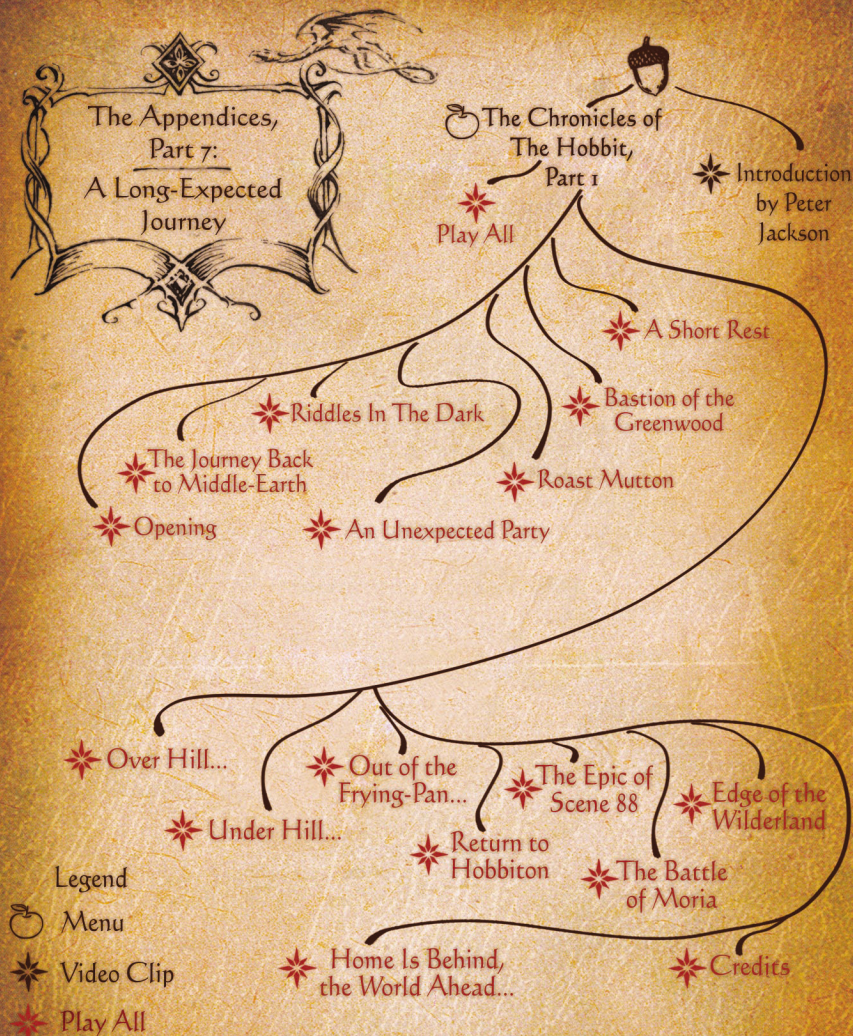 The Appendices,
Part 7:
A Long-Expected
Journey
The Chronicles of
The Hobbit,
Part 1
Introduction
by Peter
Jackson
Play All
A Short Rest
Bastion of the
Greenwood
Riddles In The Dark
The Journey Back
to Middle-Earth
Roast Mutton
Opening
An Unexpected Party
Over Hill...
Out of the
Frying-Pan...
The Epic of
Scene 88
Edge of the
Wilderland
Under Hill...
Return to
Hobbiton
The Battle
of Moria
Legend
Menu
Video Clip
Play All
Home Is Behind,
the World Ahead...
Credits